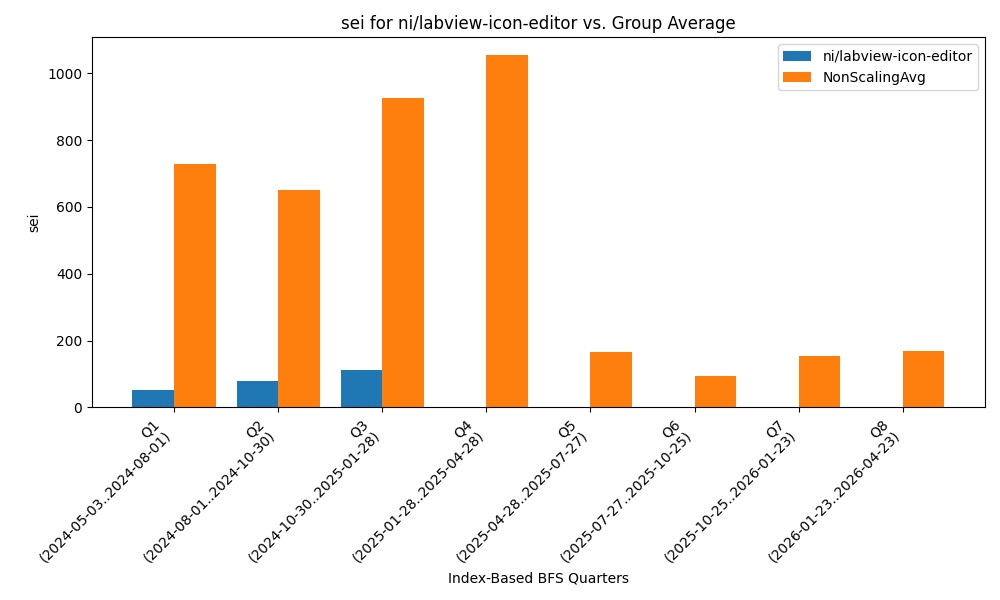 sei for ni/labview-icon-editor vs. Group Average
ni/labview-icon-editor
NonScalingAvg
sei
1000
800
600
400
200
0
Q1
(2024-05-03..2024-08-01)
Q2
(2024-08-01..2024-10-30)
Q3
(2024-10-30..2025-01-28)
Q4
(2025-01-28..2025-04-28)
Q5
(2025-04-28..2025-07-27)
Q6
(2025-07-27..2025-10-25)
Q7
(2025-10-25..2026-01-23)
Q8
(2026-01-23..2026-04-23)
Index-Based BFS Quarters